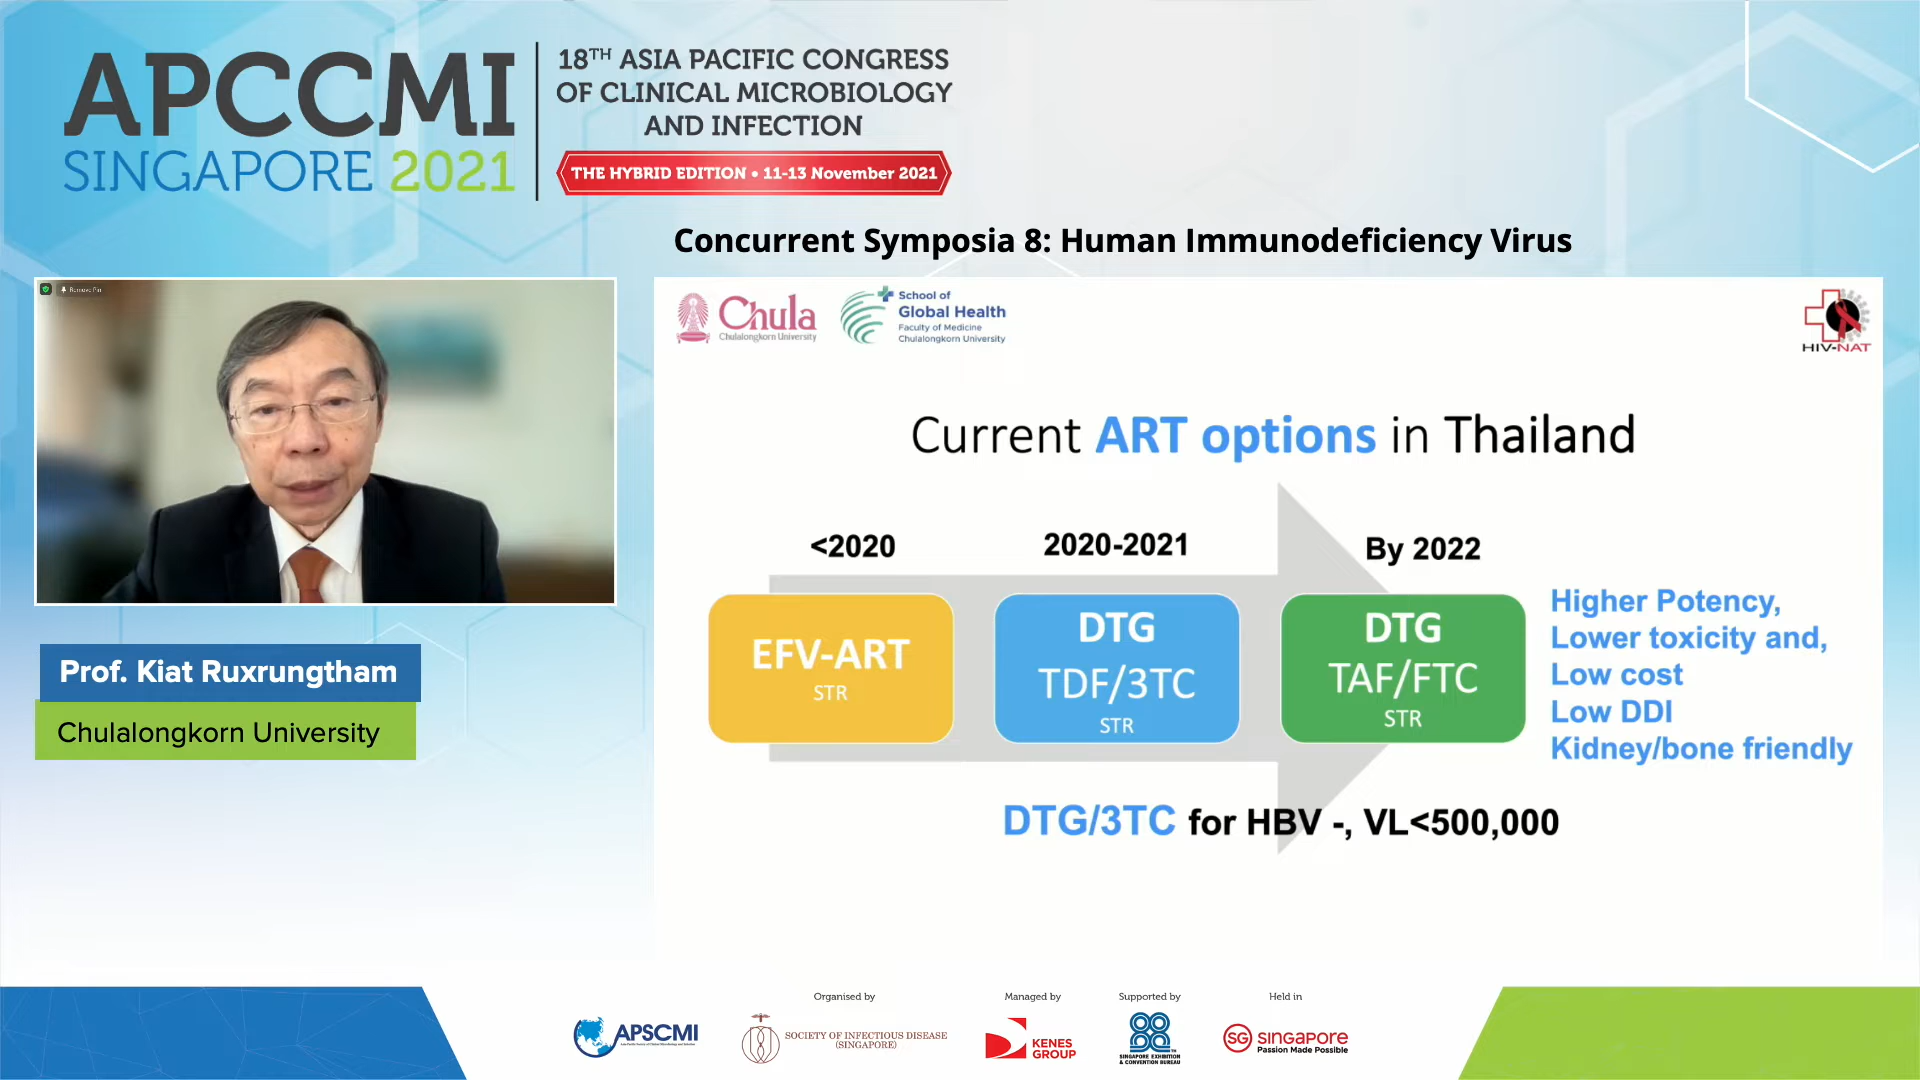 APCCMI
SINGAPORE 2021
18TH ASIA PACIFIC CONGRESS
OF CLINICAL MICROBIOLOGY
AND INFECTION
THE HYBRID EDITION • 11-13 November 2021
Concurrent Symposia 8: Human Immunodeficiency Virus
Remove Pin
Prof. Kiat Ruxrungtham
Chulalongkorn University
Chula
Chulalongkorn University
School of
Global Health
Faculty of Medicine
Chulalongkorn University
HIV-NAT
Current ART options in Thailand
<2020
2020-2021
By 2022
EFV-ART
STR
DTG
TDF/3TC
STR
DTG
TAF/FTC
STR
Higher Potency,
Lower toxicity and,
Low cost
Low DDI
Kidney/bone friendly
DTG/3TC for HBV -, VL<500,000
APSCMI
Organised by
SOCIETY OF INFECTIOUS DISEASE
(SINGAPORE)
Managed by
KENES
GROUP
Supported by
SINGAPORE EXHIBITION
& CONVENTION BUREAU
Held in
SG SINGAPORE
Passion Made Possible